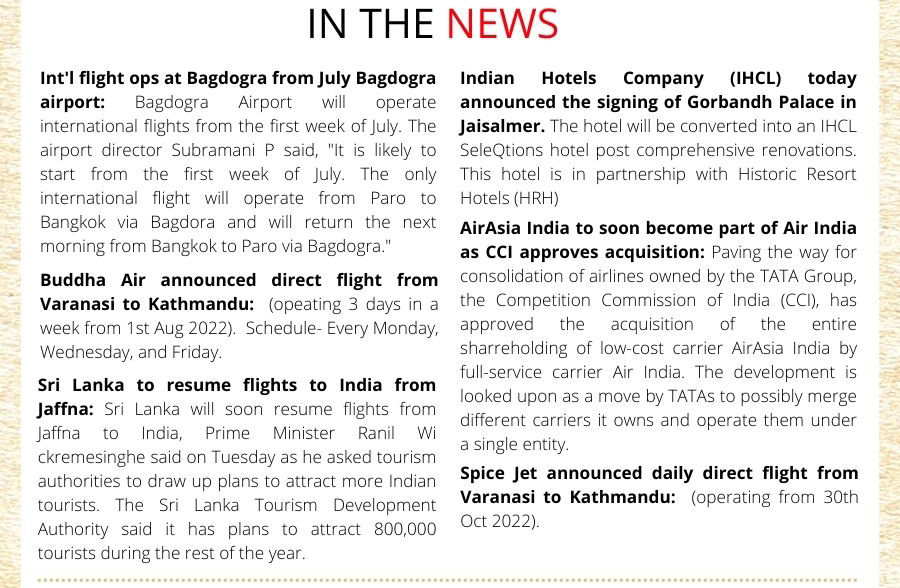 IN THE NEWS
Int'l flight ops at Bagdogra from July Bagdogra
airport: Bagdogra Airport will operate
international flights from the first week of July. The
airport director Subramani P said, "It is likely to
start from the first week of July. The only
international flight will operate from Paro to
Bangkok via Bagdora and will return the next
morning from Bangkok to Paro via Bagdogra."
Buddha Air announced direct flight from
Varanasi to Kathmandu: (opeating 3 days in a
week from 1st Aug 2022). Schedule- Every Monday,
Wednesday, and Friday.
Sri Lanka to resume flights to India from
Jaffna: Sri Lanka will soon resume flights from
Jaffna to India, Prime Minister Ranil Wi
ckremesinghe said on Tuesday as he asked tourism
authorities to draw up plans to attract more Indian
tourists. The Sri Lanka Tourism Development
Authority said it has plans to attract 800,000
tourists during the rest of the year.
Indian Hotels Company (IHCL) today
announced the signing of Gorbandh Palace in
Jaisalmer. The hotel will be converted into an IHCL
SeleQtions hotel post comprehensive renovations.
This hotel is in partnership with Historic Resort
Hotels (HRH)
AirAsia India to soon become part of Air India
as CCI approves acquisition: Paving the way for
consolidation of airlines owned by the TATA Group,
the Competition Commission of India (CCI), has
approved the acquisition of the entire
sharreholding of low-cost carrier AirAsia India by
full-service carrier Air India. The development is
looked upon as a move by TATAs to possibly merge
different carriers it owns and operate them under
a single entity.
Spice Jet announced daily direct flight from
Varanasi to Kathmandu: (operating from 30th
Oct 2022).